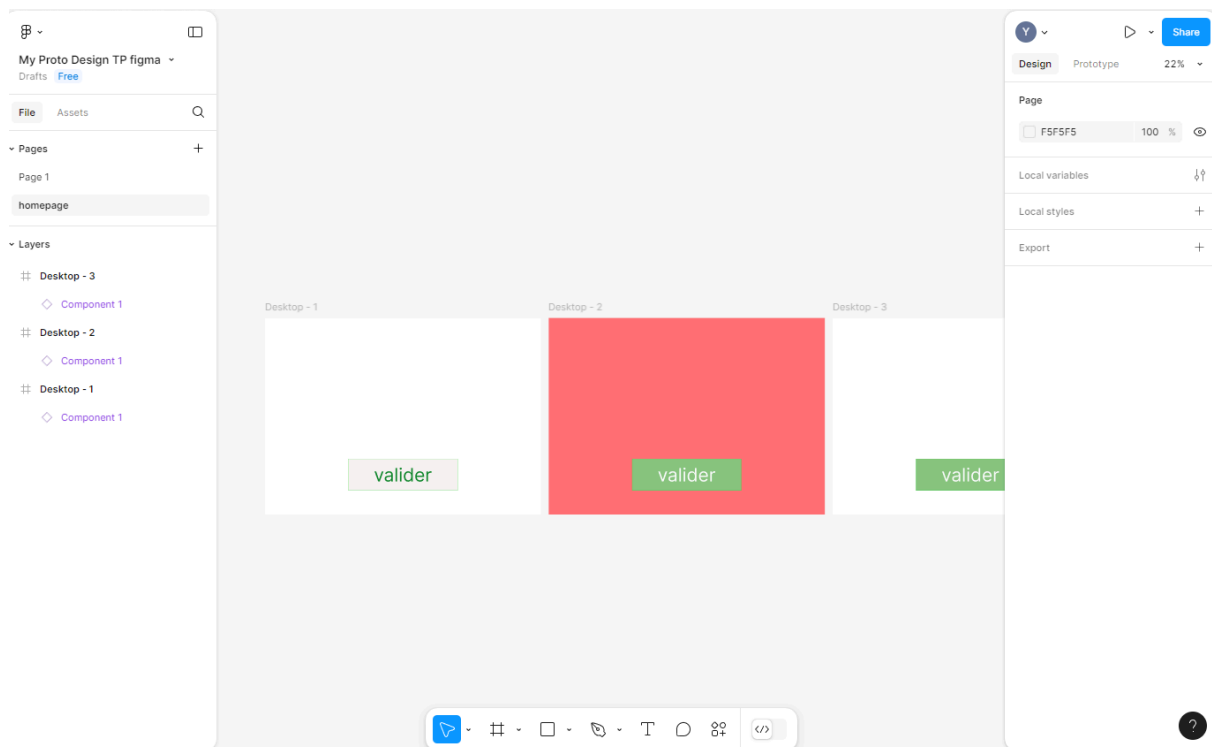 My Proto Design TP figma
Drafts Free
File Assets
Pages
Page 1
homepage
Layers
Desktop - 3
Component 1
Desktop - 2
Component 1
Desktop - 1
Component 1
Desktop - 1
valider
Desktop - 2
valider
Desktop - 3
valider
Y Share
Design Prototype 22%
Page
F5F5F5 100 %
Local variables
Local styles
Export
T </>
?